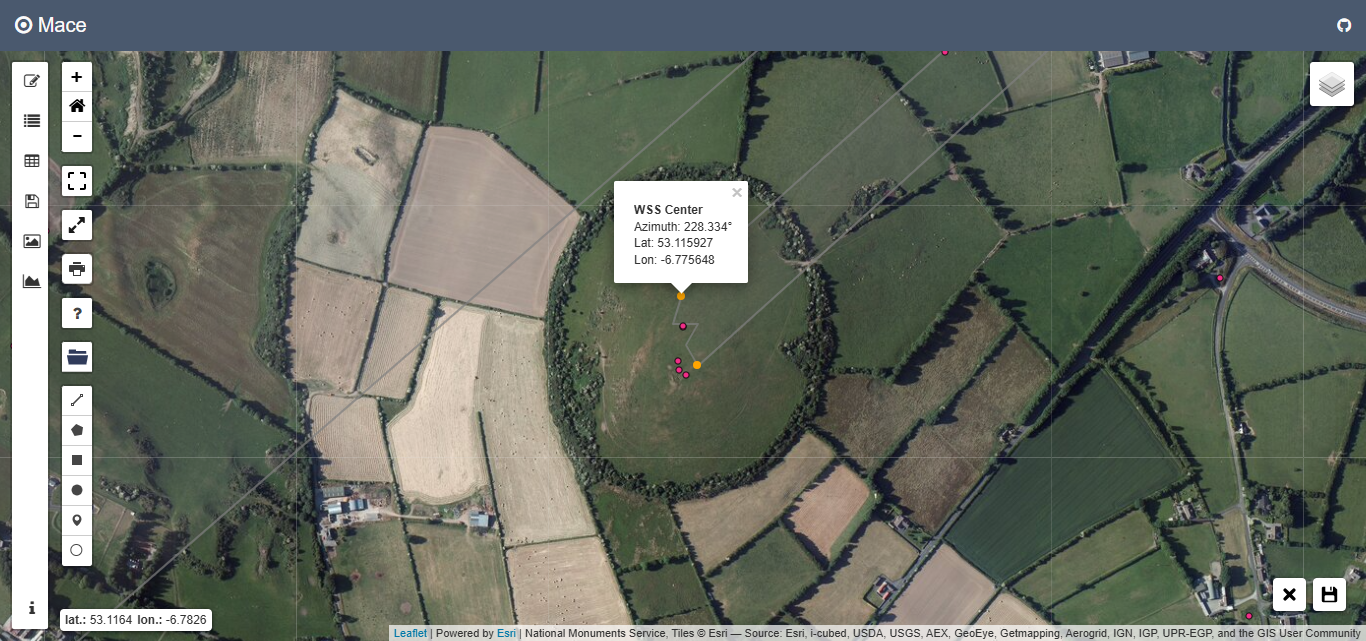 Mace
+
−
?
i
×
WSS Center
Azimuth: 228.334°
Lat: 53.115927
Lon: -6.775648
lat.: 53.1164 lon.: -6.7826
Leaflet | Powered by Esri | National Monuments Service, Tiles © Esri — Source: Esri, i-cubed, USDA, USGS, AEX, GeoEye, Getmapping, Aerogrid, IGN, IGP, UPR-EGP, and the GIS User Community